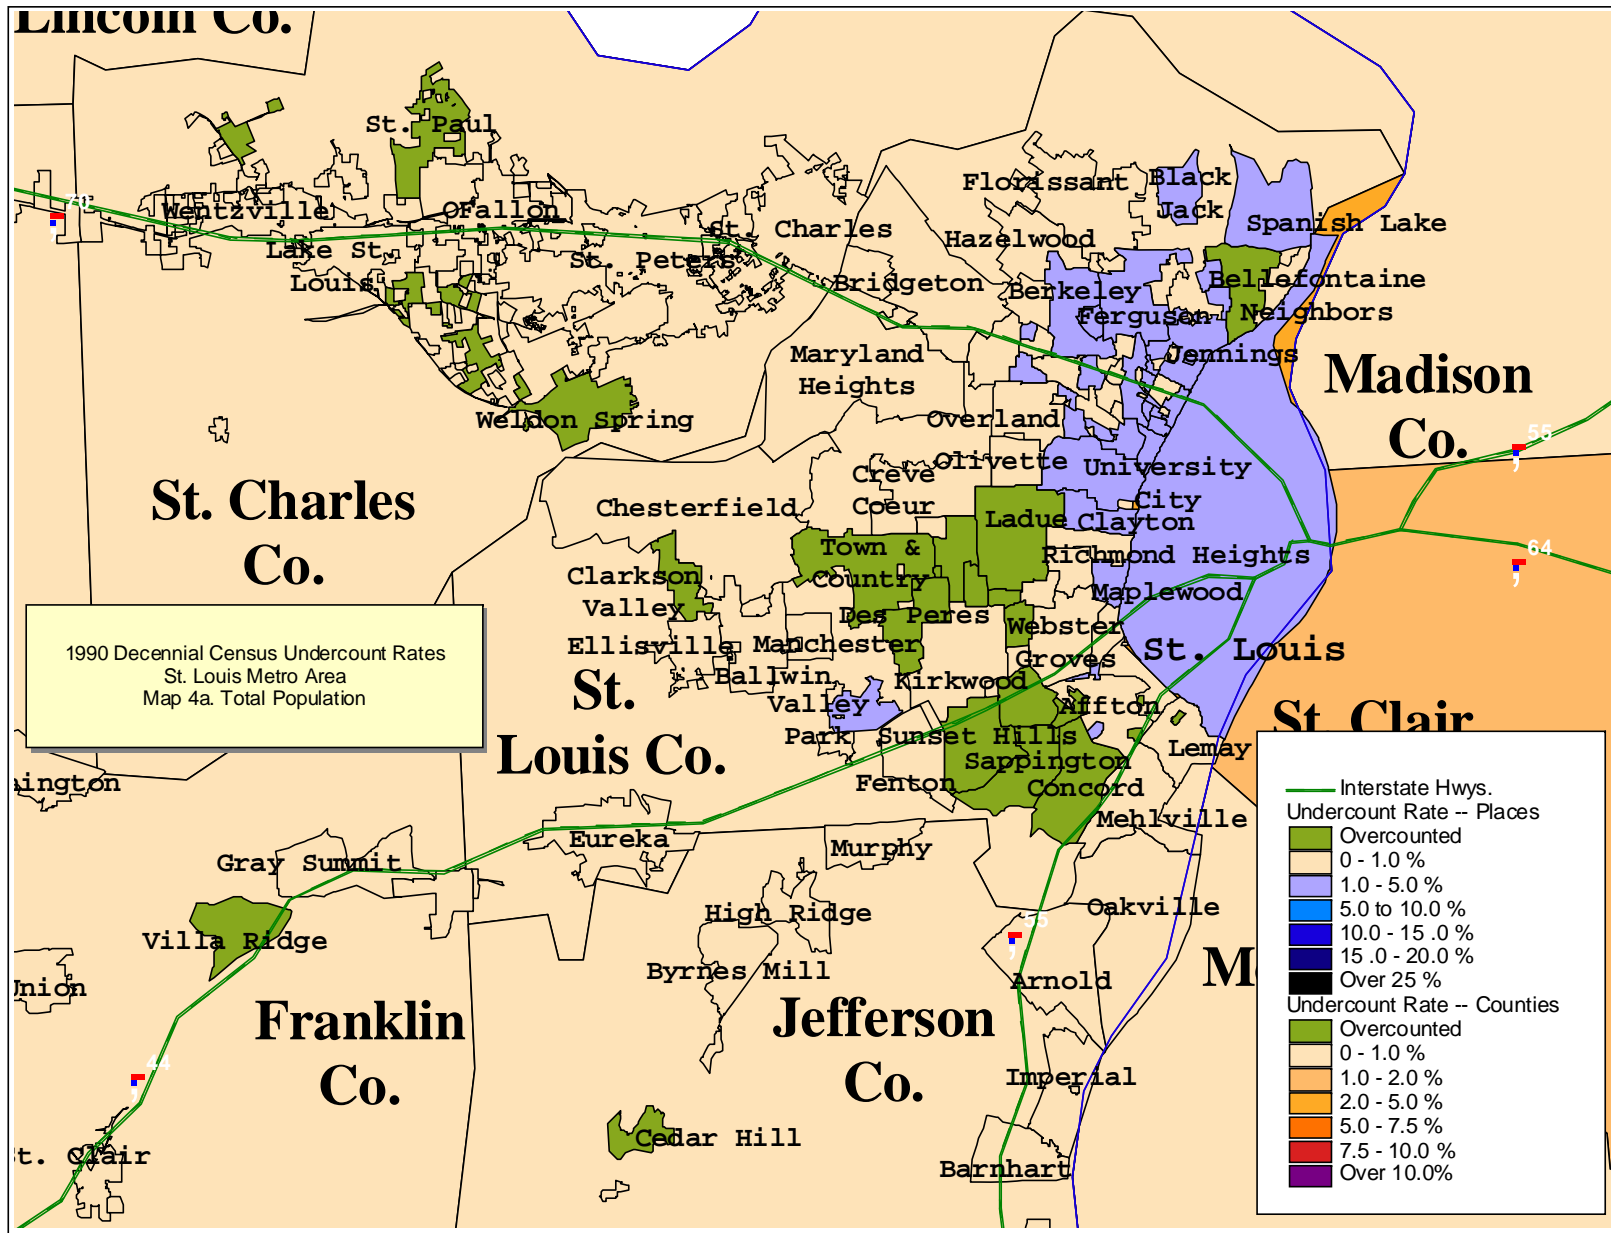 Lincoln Co.
St. Paul
70
Wentzville
OFallon
Lake St.
Louis
St. Peters
St. Charles
Florissant
Black
Jack
Spanish Lake
Hazelwood
Bridgeton
Berkeley
Bellefontaine
Neighbors
Ferguson
Jennings
Maryland
Heights
Madison
Co.
55
Weldon Spring
Overland
Olivette
University
City
Creve
Coeur
St. Charles
Co.
Chesterfield
Ladue
Clayton
Town &
Country
Richmond Heights
64
Clarkson
Valley
Maplewood
Des Peres
Webster
Groves
Ellisville
Manchester
St. Louis
Ballwin
Kirkwood
1990 Decennial Census Undercount Rates
St. Louis Metro Area
Map 4a. Total Population
St.
Louis Co.
Valley
Park
Affton
St. Clair
Sunset Hills
Lemay
Sappington
Fenton
Concord
Mehlville
Eureka
Murphy
Gray Summit
High Ridge
Oakville
55
Villa Ridge
Byrnes Mill
Arnold
Union
Franklin
Co.
Jefferson
Co.
44
Imperial
Cedar Hill
St. Clair
Barnhart
Interstate Hwys.
Undercount Rate -- Places
Overcounted
0 - 1.0 %
1.0 - 5.0 %
5.0 to 10.0 %
10.0 - 15 .0 %
15 .0 - 20.0 %
Over 25 %
Undercount Rate -- Counties
Overcounted
0 - 1.0 %
1.0 - 2.0 %
2.0 - 5.0 %
5.0 - 7.5 %
7.5 - 10.0 %
Over 10.0%